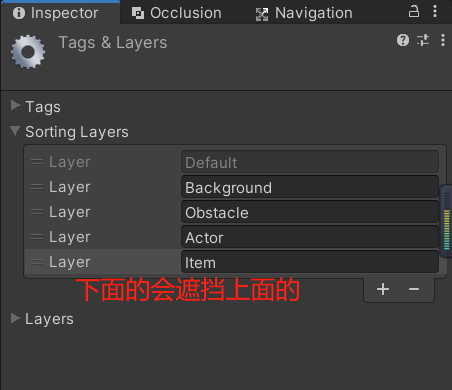 Inspector Occlusion Navigation
Tags & Layers
Tags
Sorting Layers
Layer Default
Layer Background
Layer Obstacle
Layer Actor
Layer Item
下面的会遮挡上面的
Layers